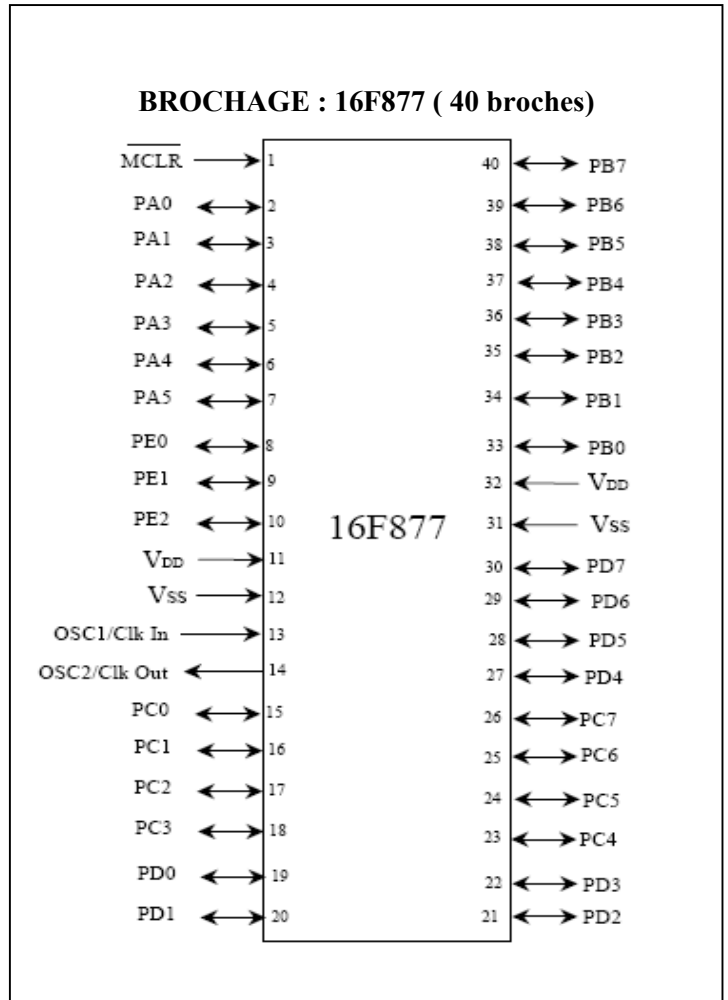 BROCHAGE : 16F877 ( 40 broches)
MCLR 1 40 PB7
PA0 2 39 PB6
PA1 3 38 PB5
PA2 4 37 PB4
PA3 5 36 PB3
PA4 6 35 PB2
PA5 7 34 PB1
PE0 8 33 PB0
PE1 9 32 VDD
PE2 10 16F877 31 VSS
VDD 11 30 PD7
VSS 12 29 PD6
OSC1/Clk In 13 28 PD5
OSC2/Clk Out 14 27 PD4
PC0 15 26 PC7
PC1 16 25 PC6
PC2 17 24 PC5
PC3 18 23 PC4
PD0 19 22 PD3
PD1 20 21 PD2